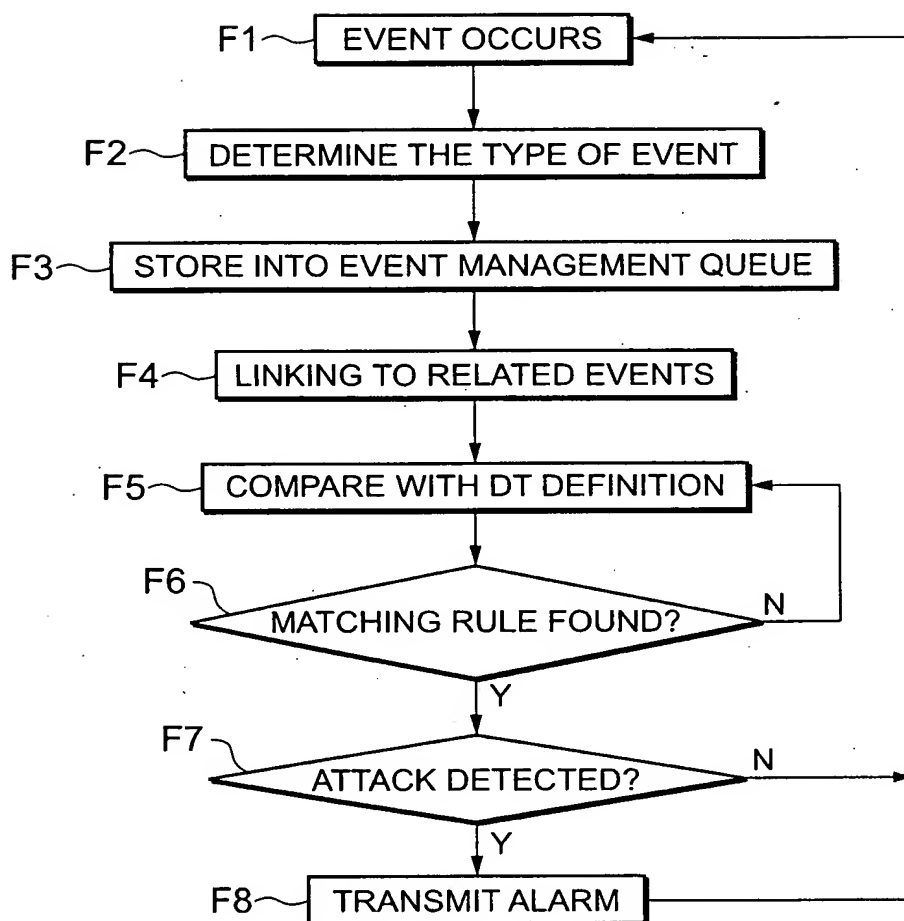 F1 EVENT OCCURS
F2 DETERMINE THE TYPE OF EVENT
F3 STORE INTO EVENT MANAGEMENT QUEUE
F4 LINKING TO RELATED EVENTS
F5 COMPARE WITH DT DEFINITION
F6 MATCHING RULE FOUND? N
Y
F7 ATTACK DETECTED? N
Y
F8 TRANSMIT ALARM